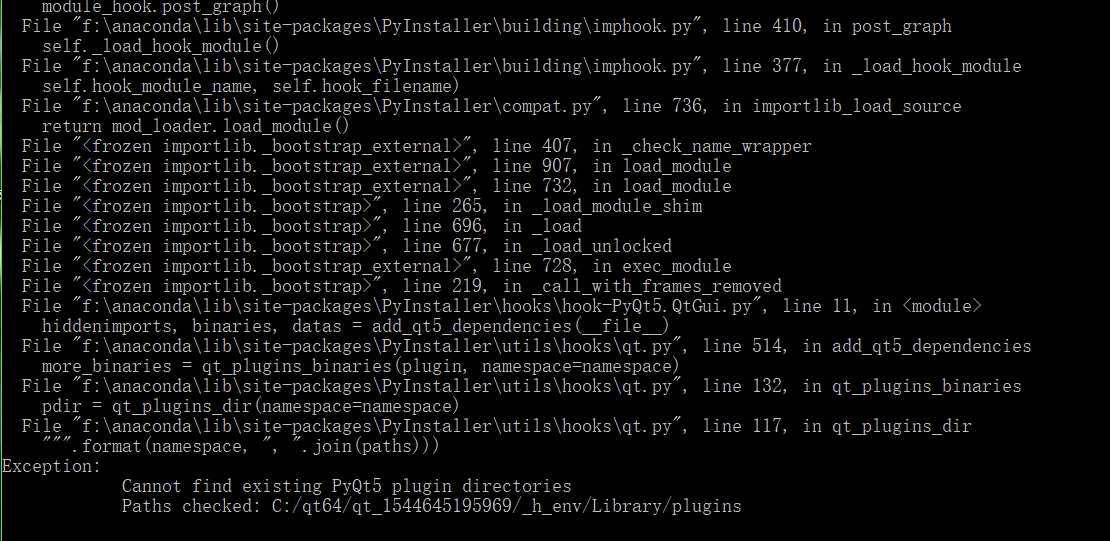 module_hook.post_graph()
File "f:\anaconda\lib\site-packages\PyInstaller\building\imphook.py", line 410, in post_graph
self._load_hook_module()
File "f:\anaconda\lib\site-packages\PyInstaller\building\imphook.py", line 377, in _load_hook_module
self.hook_module_name, self.hook_filename)
File "f:\anaconda\lib\site-packages\PyInstaller\compat.py", line 736, in importlib_load_source
return mod_loader.load_module()
File "<frozen importlib._bootstrap_external>", line 407, in _check_name_wrapper
File "<frozen importlib._bootstrap_external>", line 907, in load_module
File "<frozen importlib._bootstrap_external>", line 732, in load_module
File "<frozen importlib._bootstrap>", line 265, in _load_module_shim
File "<frozen importlib._bootstrap>", line 696, in _load
File "<frozen importlib._bootstrap>", line 677, in _load_unlocked
File "<frozen importlib._bootstrap_external>", line 728, in exec_module
File "<frozen importlib._bootstrap>", line 219, in _call_with_frames_removed
File "f:\anaconda\lib\site-packages\PyInstaller\hooks\hook-PyQt5.QtGui.py", line 11, in <module>
hiddenimports, binaries, datas = add_qt5_dependencies(__file__)
File "f:\anaconda\lib\site-packages\PyInstaller\utils\hooks\qt.py", line 514, in add_qt5_dependencies
more_binaries = qt_plugins_binaries(plugin, namespace=namespace)
File "f:\anaconda\lib\site-packages\PyInstaller\utils\hooks\qt.py", line 132, in qt_plugins_binaries
pdir = qt_plugins_dir(namespace=namespace)
File "f:\anaconda\lib\site-packages\PyInstaller\utils\hooks\qt.py", line 117, in qt_plugins_dir
""".format(namespace, ", ".join(paths)))
Exception:
Cannot find existing PyQt5 plugin directories
Paths checked: C:/qt64/qt_1544645195969/_h_env/Library/plugins